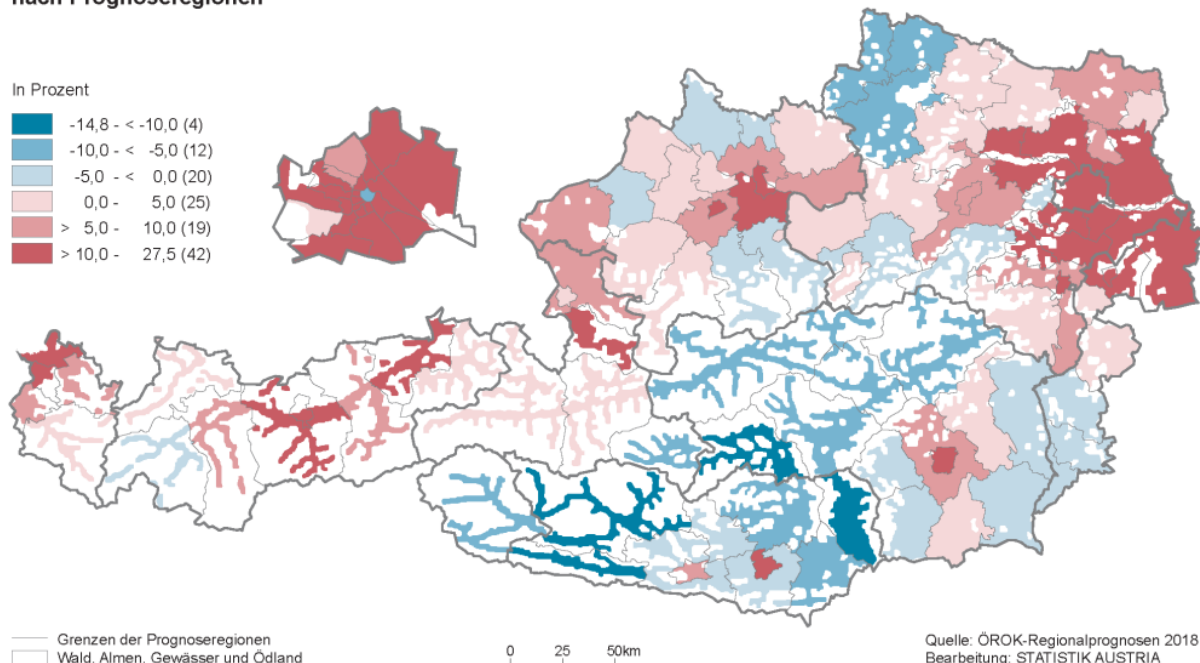 nach Prognoseregionen
In Prozent
-14,8 - < -10,0 (4)
-10,0 - < -5,0 (12)
-5,0 - < 0,0 (20)
0,0 - 5,0 (25)
> 5,0 - 10,0 (19)
> 10,0 - 27,5 (42)
Grenzen der Prognoseregionen
Wald, Almen, Gewässer und Ödland
0 25 50km
Quelle: ÖROK-Regionalprognosen 2018
Bearbeitung: STATISTIK AUSTRIA